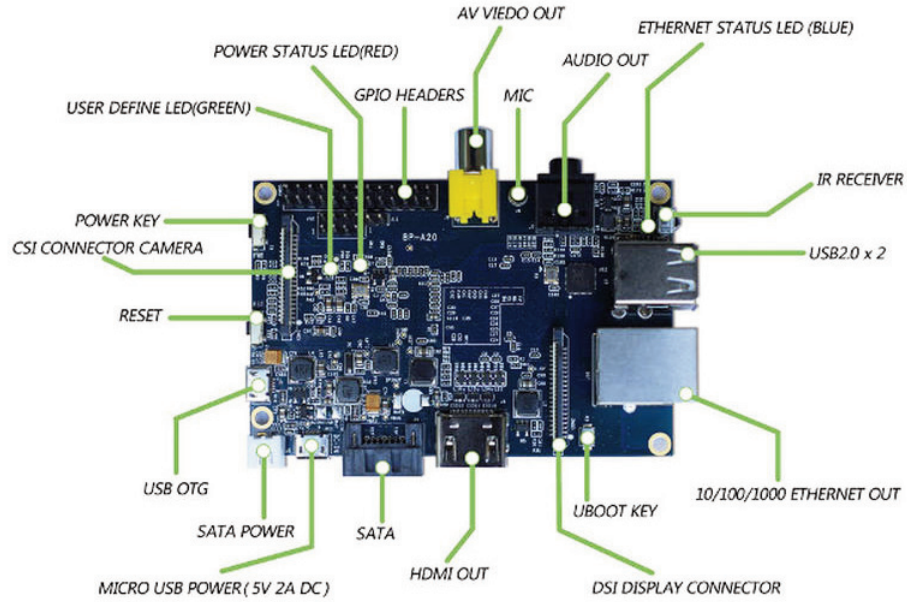 AV VIEDO OUT
ETHERNET STATUS LED (BLUE)
POWER STATUS LED(RED)
AUDIO OUT
USER DEFINE LED(GREEN)
GPIO HEADERS
MIC
IR RECEIVER
POWER KEY
CSI CONNECTOR CAMERA
USB2.0 x 2
BP-A20
RESET
USB OTG
10/100/1000 ETHERNET OUT
SATA POWER
SATA
UBOOT KEY
HDMI OUT
MICRO USB POWER ( 5V 2A DC )
DSI DISPLAY CONNECTOR